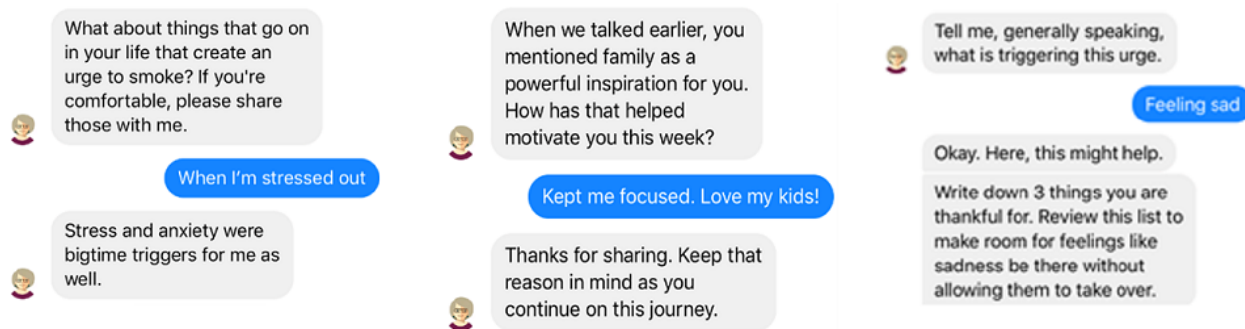 What about things that go on
in your life that create an
urge to smoke? If you're
comfortable, please share
those with me.
When I'm stressed out
Stress and anxiety were
bigtime triggers for me as
well.
When we talked earlier, you
mentioned family as a
powerful inspiration for you.
How has that helped
motivate you this week?
Kept me focused. Love my kids!
Thanks for sharing. Keep that
reason in mind as you
continue on this journey.
Tell me, generally speaking,
what is triggering this urge.
Feeling sad
Okay. Here, this might help.
Write down 3 things you are
thankful for. Review this list to
make room for feelings like
sadness be there without
allowing them to take over.